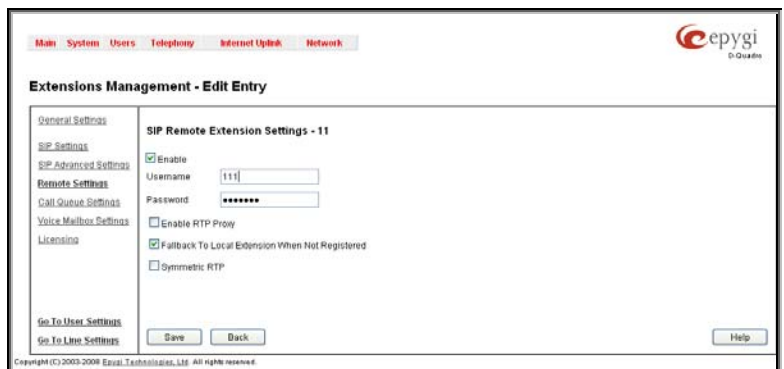 Main System Users Telephony Internet Uplink Network
epygi
D-Quadro
Extensions Management - Edit Entry
General Settings
SIP Settings
SIP Advanced Settings
Remote Settings
Call Queue Settings
Voice Mailbox Settings
Licensing
Go To User Settings
Go To Line Settings
SIP Remote Extension Settings - 11
Enable
Username 111
Password •••••••
Enable RTP Proxy
Fallback To Local Extension When Not Registered
Symmetric RTP
Save Back Help
Copyright (C) 2003-2008 Epygi Technologies, Ltd. All rights reserved.